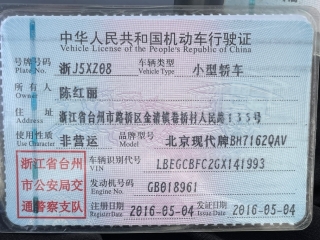 中华人民共和国机动车行驶证
Vehicle License of the People's Republic of China
号牌号码 浙J5XZ08 车辆类型 小型轿车
Plate No. Vehicle Type
所有人 陈红丽
Owner
住址 浙江省台州市路桥区金清镇卷桥村人民路135号
Address
使用性质 非营运 品牌型号 北京现代牌BH7162QAV
Use Character Model
浙江省台州市公安局交通警察支队
车辆识别代号 LBEGCBFC2GX141993
VIN
发动机号码 GB018961
Engine No.
注册日期 2016-05-04 发证日期 2016-05-04
Register Date Issue Date